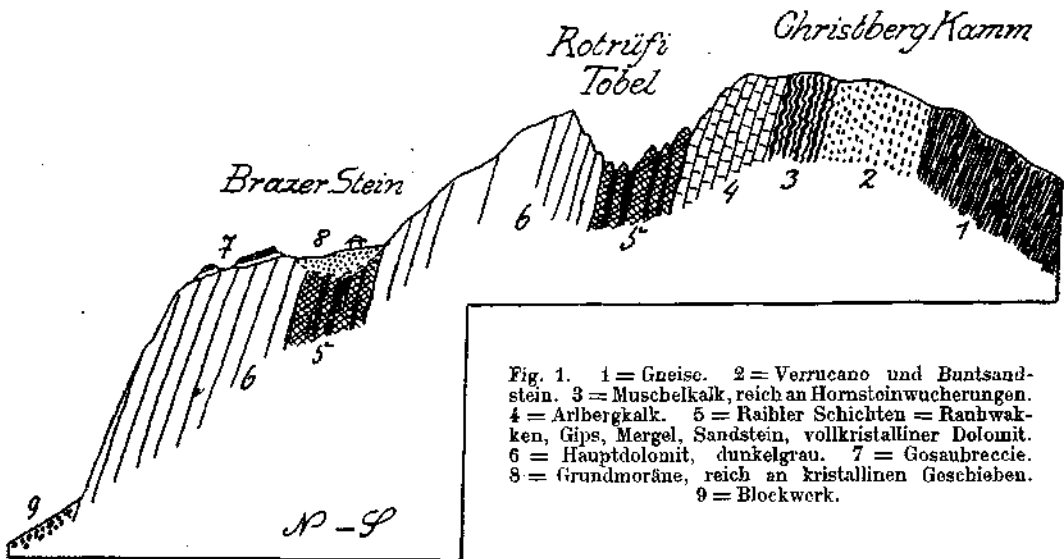 Rotrüfi
Tobel
Christberg Kamm
Brazer Stein
7
8
6
5
4
3
2
1
6
5
9
N – S
Fig. 1. 1 = Gneise. 2 = Verrucano und Buntsand-
stein. 3 = Muschelkalk, reich an Hornsteinwucherungen.
4 = Arlbergkalk. 5 = Raibler Schichten = Rauhwak-
ken, Gips, Mergel, Sandstein, vollkristalliner Dolomit.
6 = Hauptdolomit, dunkelgrau. 7 = Gosaubreccie.
8 = Grundmoräne, reich an kristallinen Geschieben.
9 = Blockwerk.